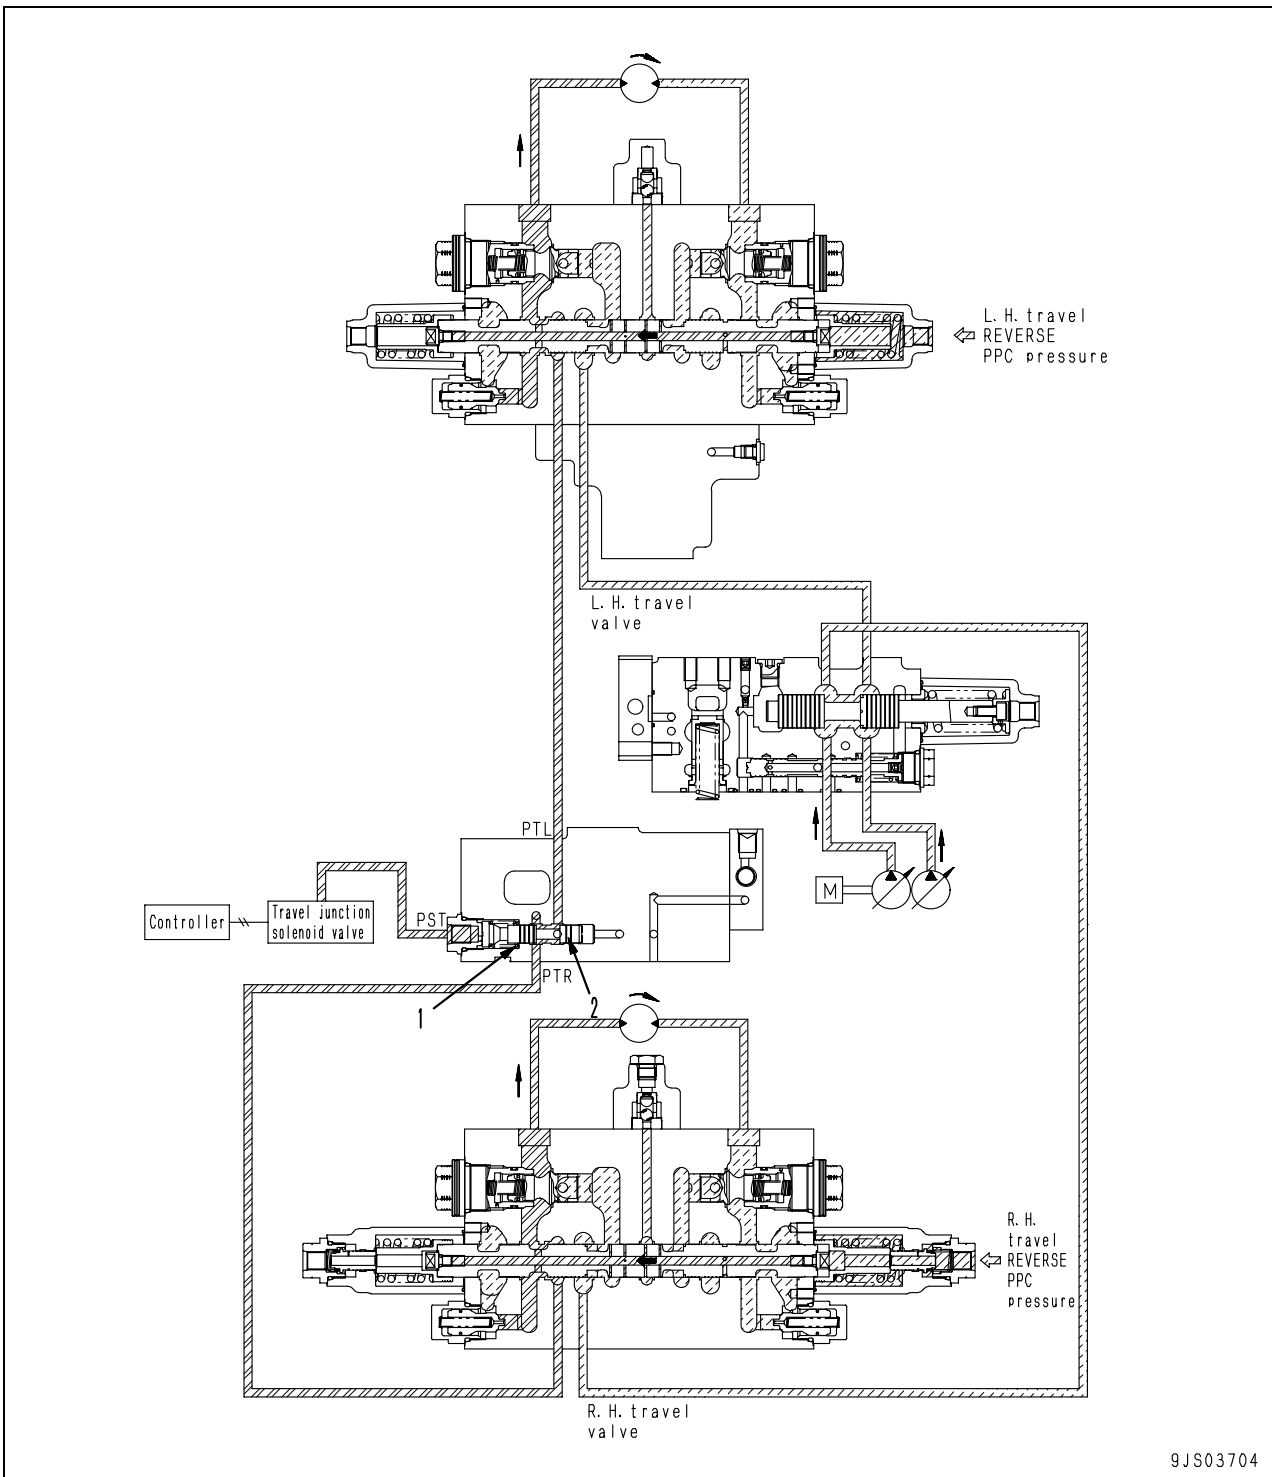 L. H. travel
REVERSE
PPC pressure
L. H. travel
valve
PTL
M
Controller
Travel junction
solenoid valve
PST
PTR
1
2
R. H.
travel
REVERSE
PPC
pressure
R. H. travel
valve
9JS03704